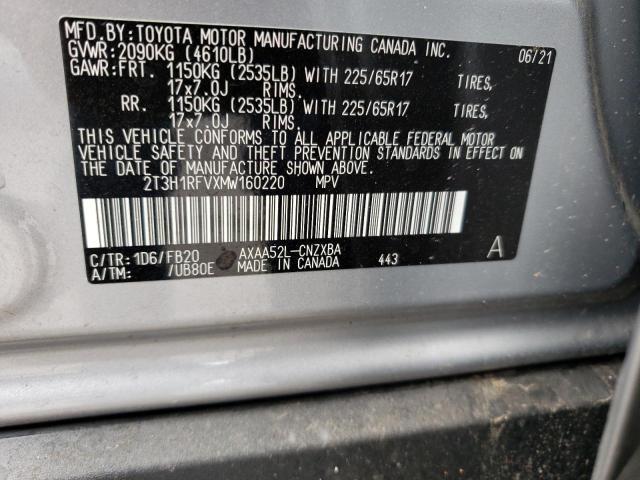 MFD.BY:TOYOTA MOTOR MANUFACTURING CANADA INC.
GVWR:2090KG (4610LB) 06/21
GAWR:FRT. 1150KG (2535LB) WITH 225/65R17 TIRES,
17x7.0J RIMS.
RR. 1150KG (2535LB) WITH 225/65R17 TIRES,
17x7.0J RIMS.
THIS VEHICLE CONFORMS TO ALL APPLICABLE FEDERAL MOTOR
VEHICLE SAFETY AND THEFT PREVENTION STANDARDS IN EFFECT ON
THE DATE OF MANUFACTURE SHOWN ABOVE.
2T3H1RFVXMW160220 MPV
C/TR:1D6/FB20 AXAA52L-CNZXBA A
A/TM: /UB80E MADE IN CANADA 443